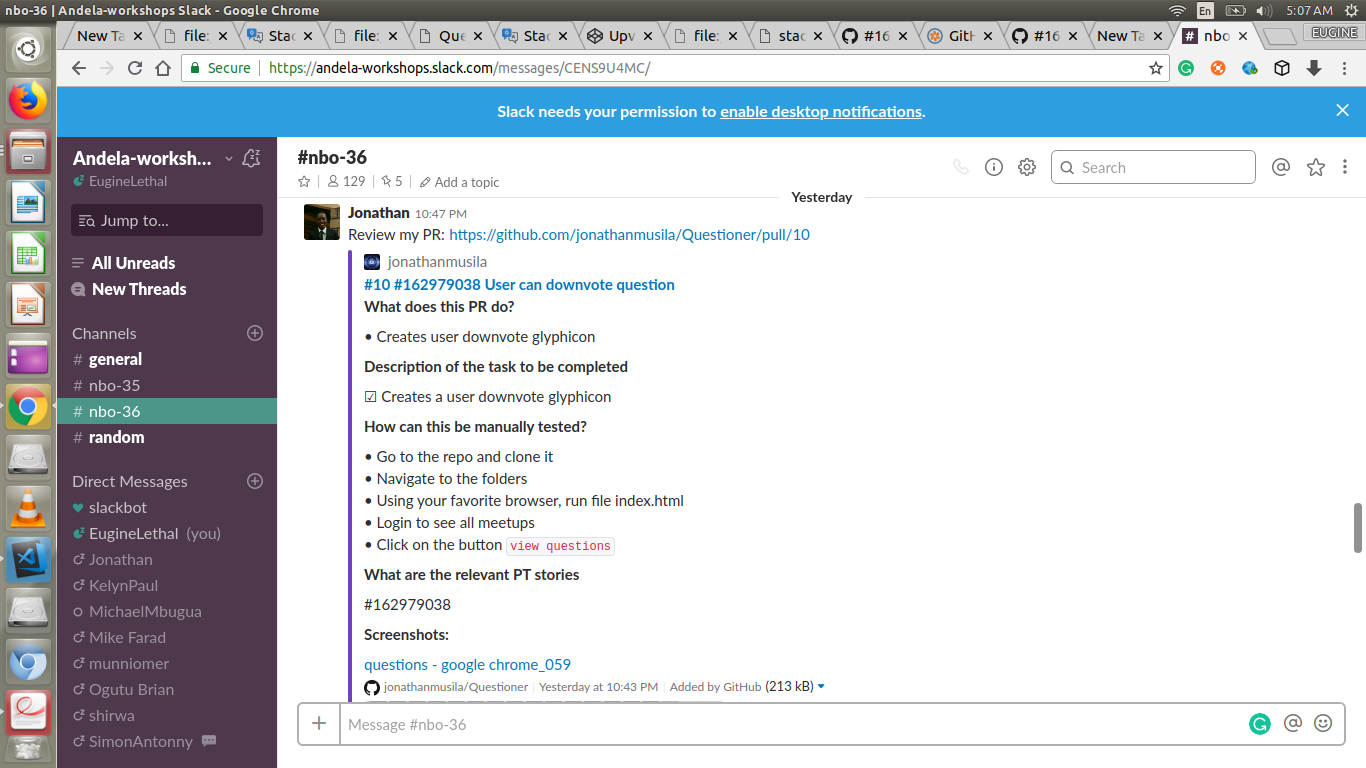 nbo-36 | Andela-workshops Slack - Google Chrome
En
5:07 AM
New Ta
file:
Stac
file:
Que
Stac
Upv
file:
stac
#16
GitH
#16
New Ta
nbo
EUGINE
Secure
https://andela-workshops.slack.com/messages/CENS9U4MC/
Slack needs your permission to enable desktop notifications.
Andela-worksh...
EugineLethal
Jump to...
All Unreads
New Threads
Channels
# general
# nbo-35
# nbo-36
# random
Direct Messages
slackbot
EugineLethal (you)
Jonathan
KelynPaul
MichaelMbugua
Mike Farad
munniomer
Ogutu Brian
shirwa
SimonAntonny
#nbo-36
129
5
Add a topic
Search
Yesterday
Jonathan 10:47 PM
Review my PR: https://github.com/jonathanmusila/Questioner/pull/10
jonathanmusila
#10 #162979038 User can downvote question
What does this PR do?
• Creates user downvote glyphicon
Description of the task to be completed
☑ Creates a user downvote glyphicon
How can this be manually tested?
• Go to the repo and clone it
• Navigate to the folders
• Using your favorite browser, run file index.html
• Login to see all meetups
• Click on the button view questions
What are the relevant PT stories
#162979038
Screenshots:
questions - google chrome_059
jonathanmusila/Questioner | Yesterday at 10:43 PM | Added by GitHub (213 kB)
Message #nbo-36